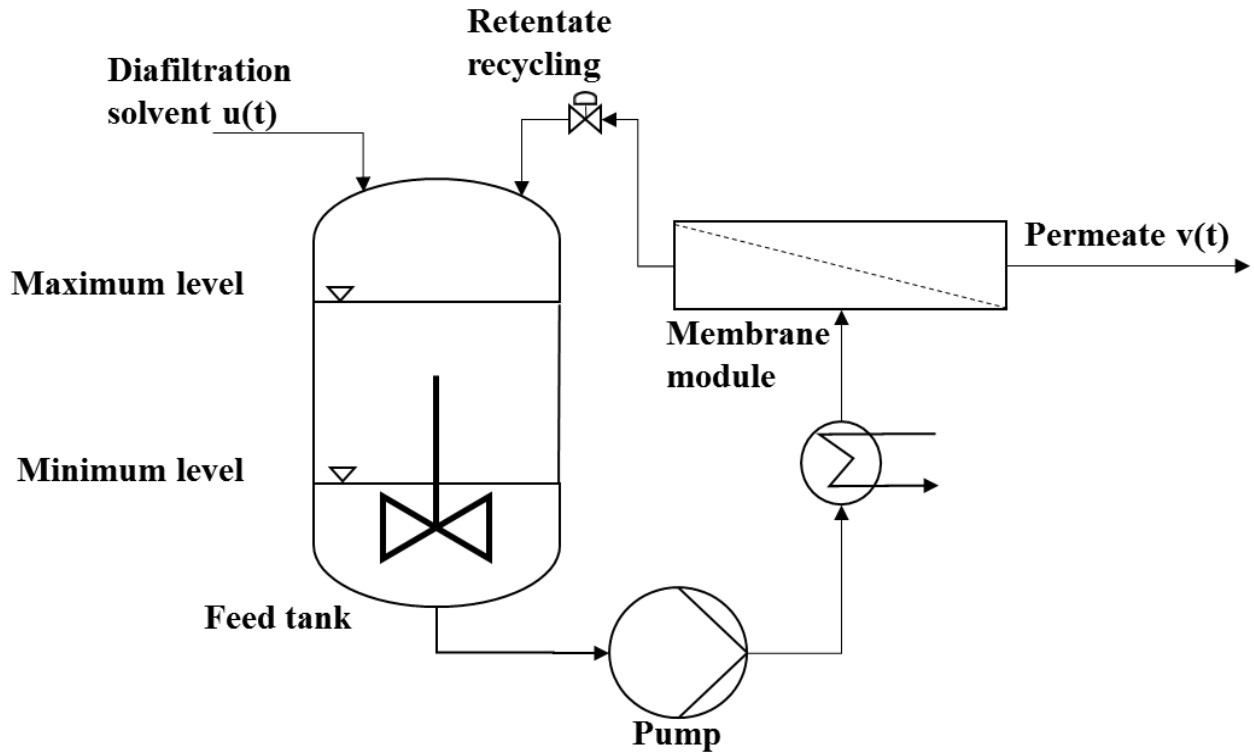 Retentate
recycling
Diafiltration
solvent u(t)
Permeate v(t)
Maximum level
Membrane
module
Minimum level
Feed tank
Pump